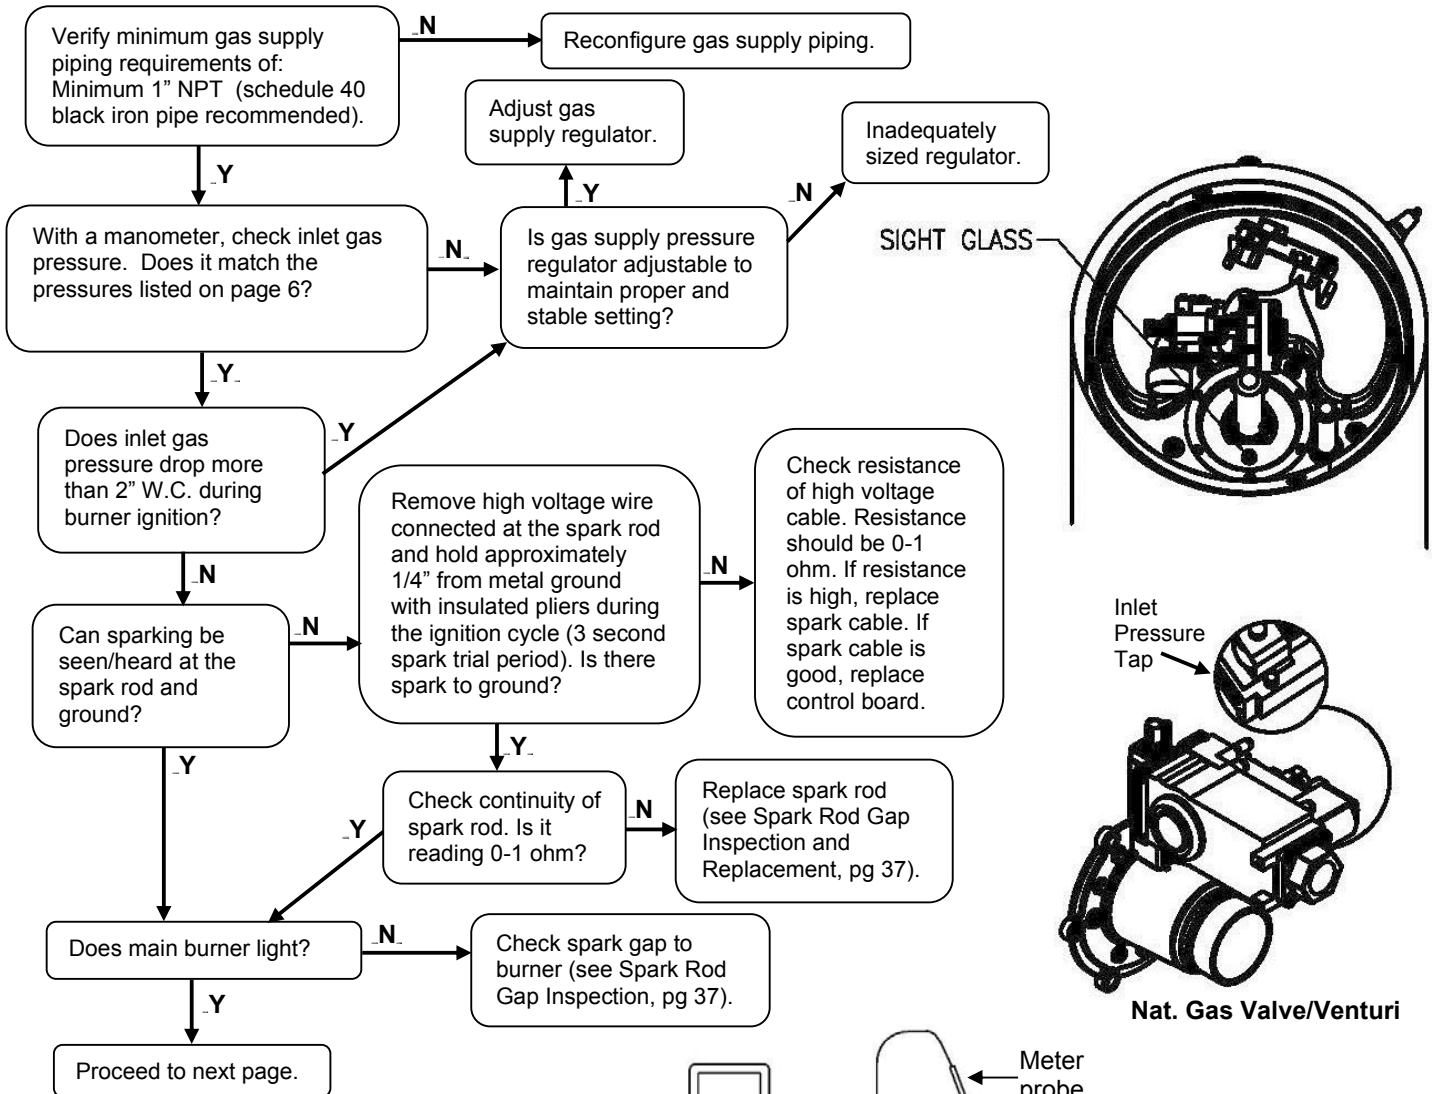 Verify minimum gas supply
piping requirements of:
Minimum 1” NPT (schedule 40
black iron pipe recommended).
N
Reconfigure gas supply piping.
Y
Adjust gas
supply regulator.
Inadequately
sized regulator.
With a manometer, check inlet gas
pressure. Does it match the
pressures listed on page 6?
N
Y
N
Is gas supply pressure
regulator adjustable to
maintain proper and
stable setting?
SIGHT GLASS
Y
Does inlet gas
pressure drop more
than 2” W.C. during
burner ignition?
Y
N
Can sparking be
seen/heard at the
spark rod and
ground?
N
Remove high voltage wire
connected at the spark rod
and hold approximately
1/4” from metal ground
with insulated pliers during
the ignition cycle (3 second
spark trial period). Is there
spark to ground?
N
Check resistance
of high voltage
cable. Resistance
should be 0-1
ohm. If resistance
is high, replace
spark cable. If
spark cable is
good, replace
control board.
Inlet
Pressure
Tap
Y
Y
Check continuity of
spark rod. Is it
reading 0-1 ohm?
Y
N
Replace spark rod
(see Spark Rod Gap
Inspection and
Replacement, pg 37).
Does main burner light?
N
Check spark gap to
burner (see Spark Rod
Gap Inspection, pg 37).
Nat. Gas Valve/Venturi
Y
Proceed to next page.
Meter
probe